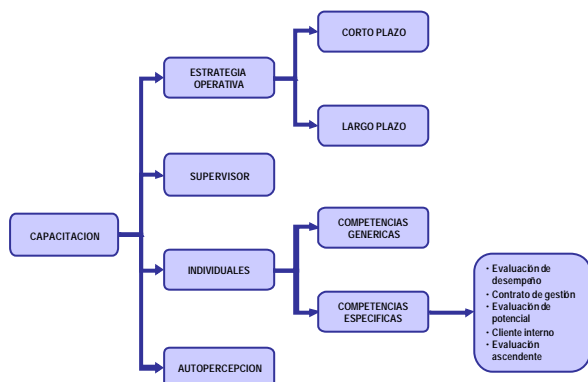 CORTO PLAZO
ESTRATEGIA
OPERATIVA
LARGO PLAZO
SUPERVISOR
CAPACITACION
COMPETENCIAS
GENERICAS
INDIVIDUALES
COMPETENCIAS
ESPECIFICAS
• Evaluación de
desempeño
• Contrato de gestión
• Evaluación de
potencial
• Cliente interno
• Evaluación
ascendente
AUTOPERCEPCION